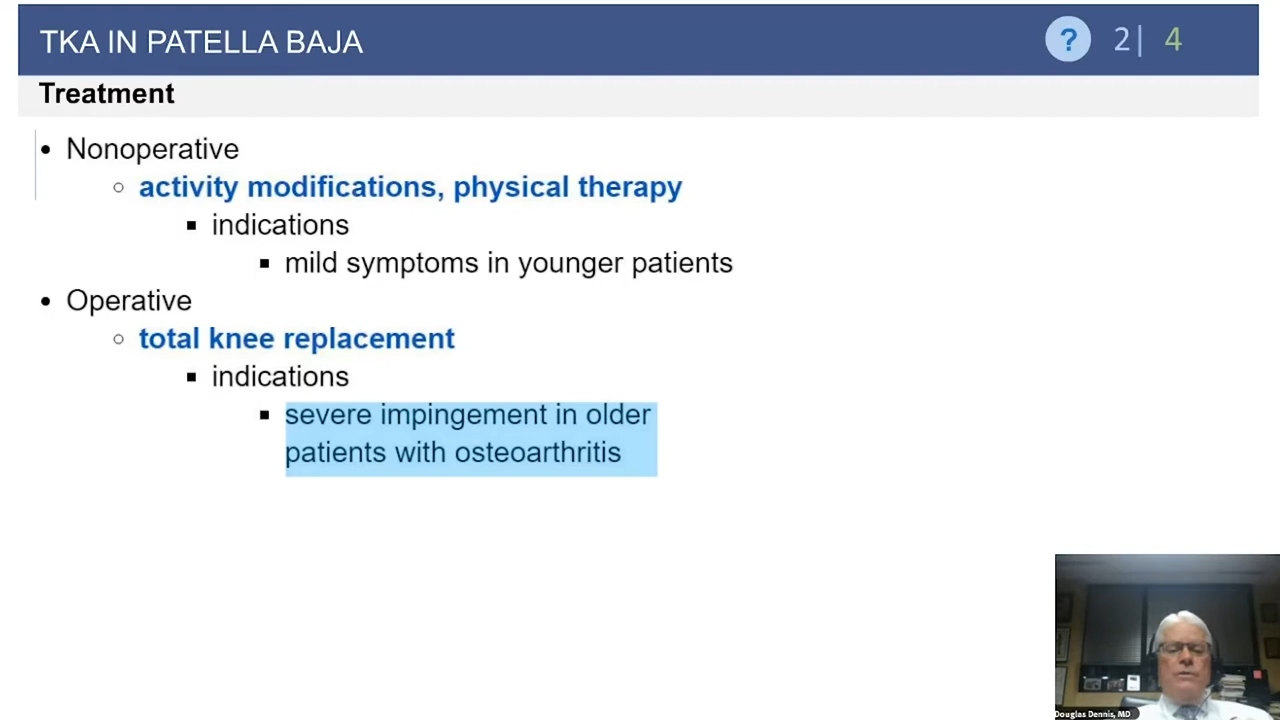 TKA IN PATELLA BAJA ? 2| 4
Treatment
• Nonoperative
○ activity modifications, physical therapy
▪ indications
▪ mild symptoms in younger patients
• Operative
○ total knee replacement
▪ indications
▪ severe impingement in older
patients with osteoarthritis
Douglas Dennis, MD